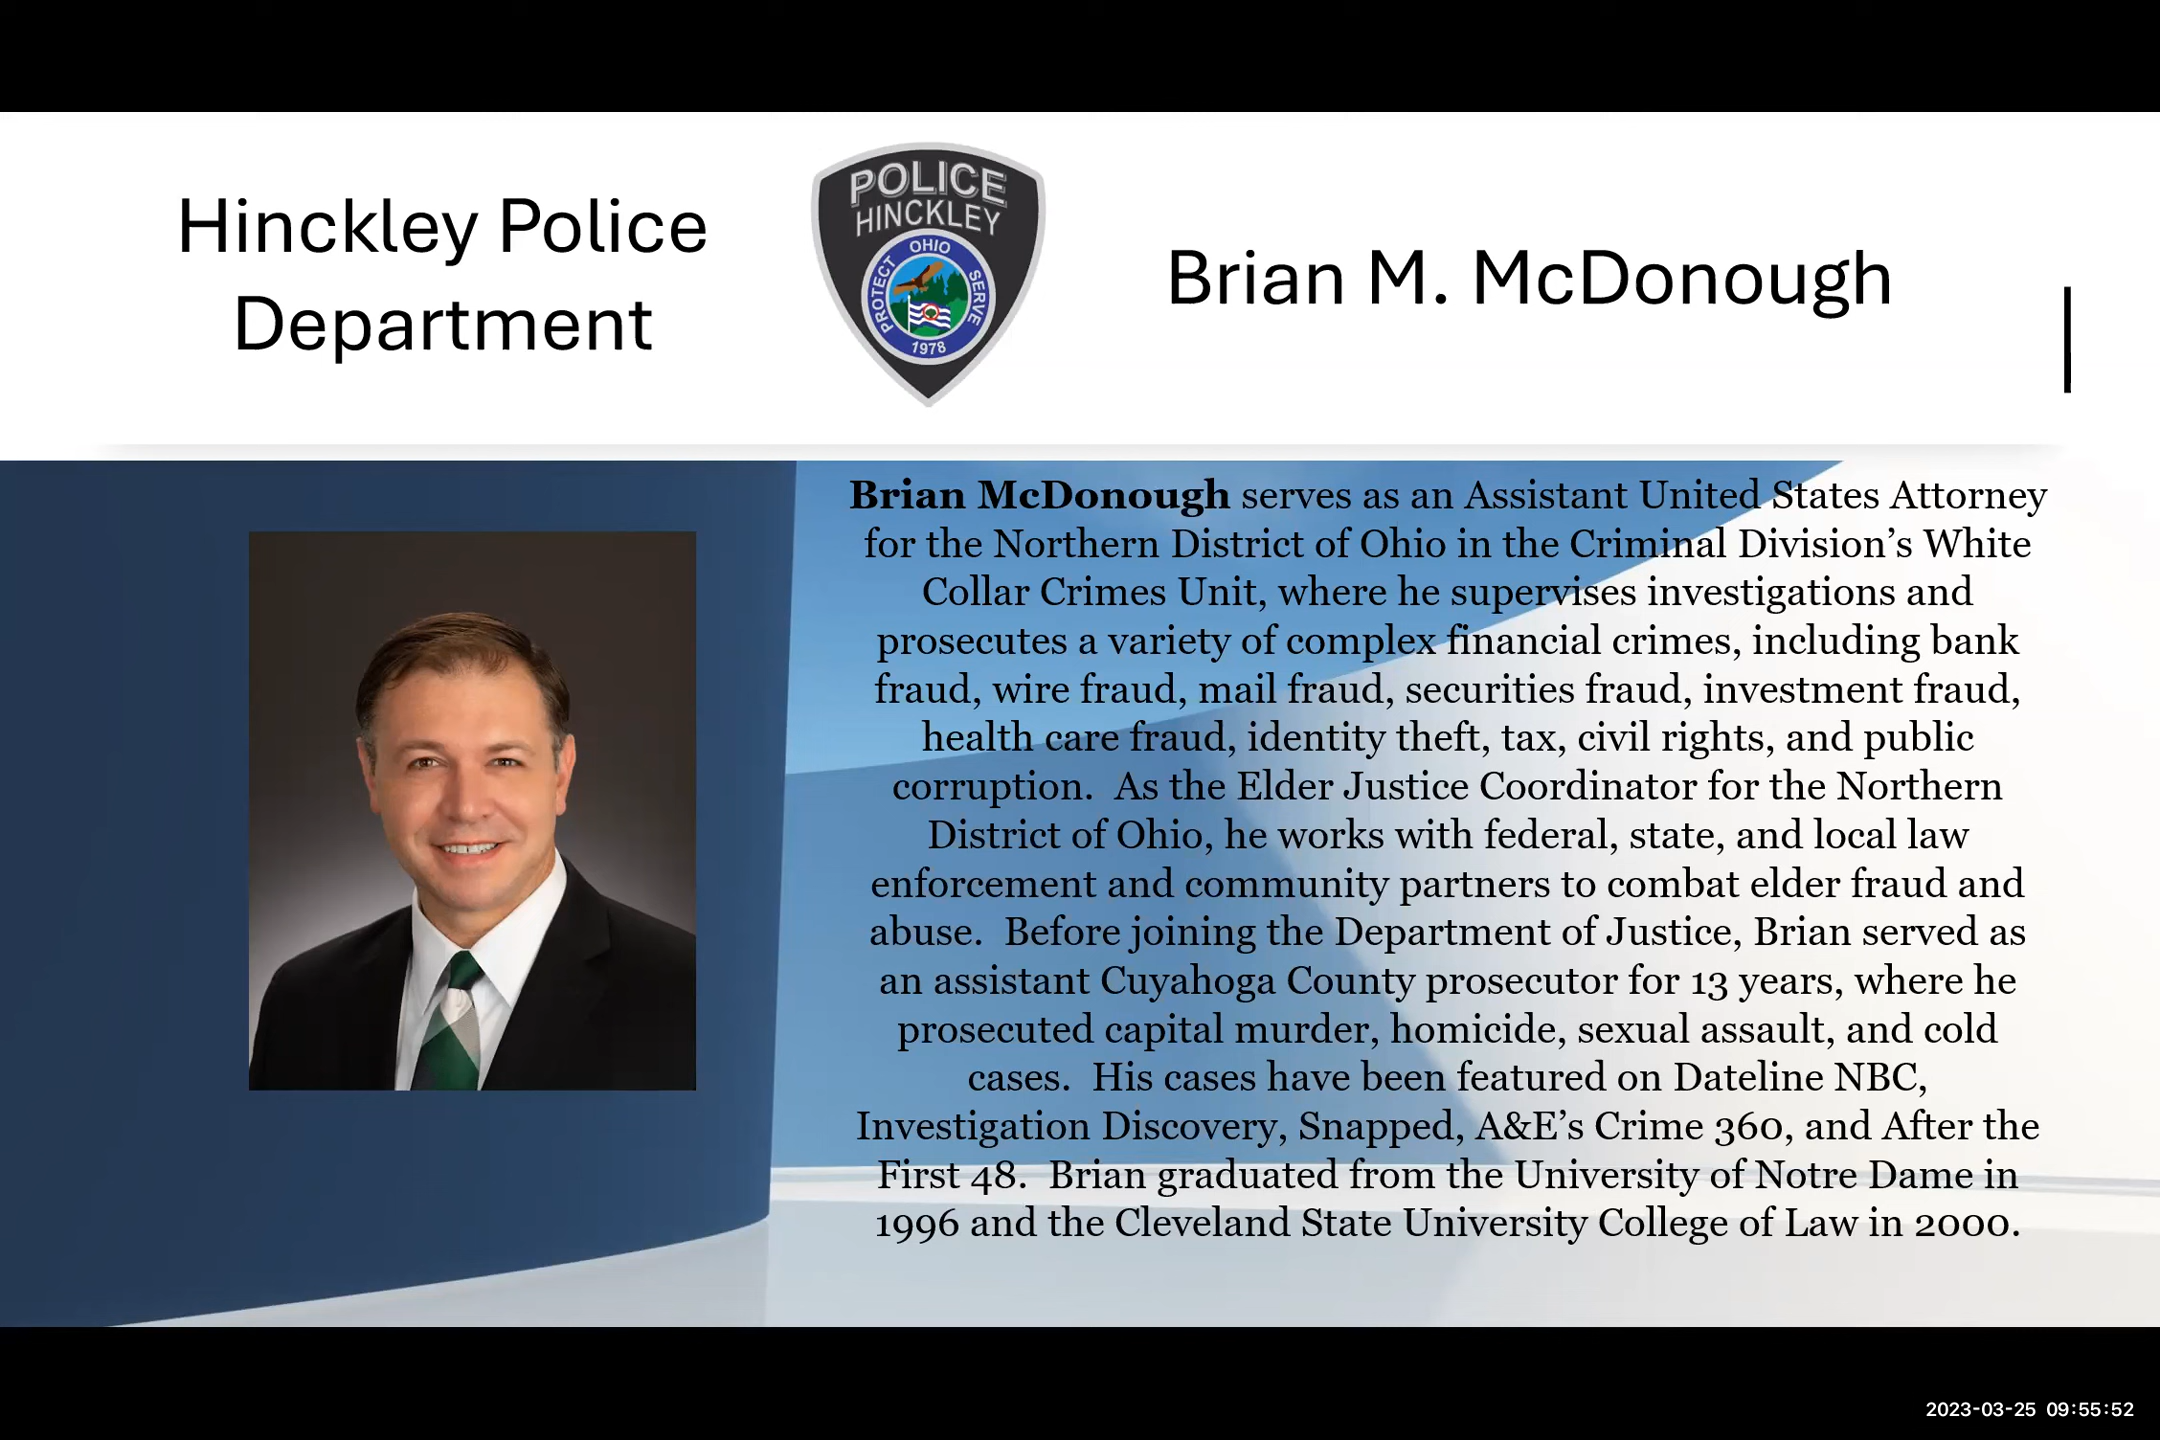 Hinckley Police
Department
POLICE
HINCKLEY
OHIO
PROTECT
SERVE
1978
Brian M. McDonough
Brian McDonough serves as an Assistant United States Attorney
for the Northern District of Ohio in the Criminal Division’s White
Collar Crimes Unit, where he supervises investigations and
prosecutes a variety of complex financial crimes, including bank
fraud, wire fraud, mail fraud, securities fraud, investment fraud,
health care fraud, identity theft, tax, civil rights, and public
corruption.  As the Elder Justice Coordinator for the Northern
District of Ohio, he works with federal, state, and local law
enforcement and community partners to combat elder fraud and
abuse.  Before joining the Department of Justice, Brian served as
an assistant Cuyahoga County prosecutor for 13 years, where he
prosecuted capital murder, homicide, sexual assault, and cold
cases.  His cases have been featured on Dateline NBC,
Investigation Discovery, Snapped, A&E’s Crime 360, and After the
First 48.  Brian graduated from the University of Notre Dame in
1996 and the Cleveland State University College of Law in 2000.
2023-03-25 09:55:52